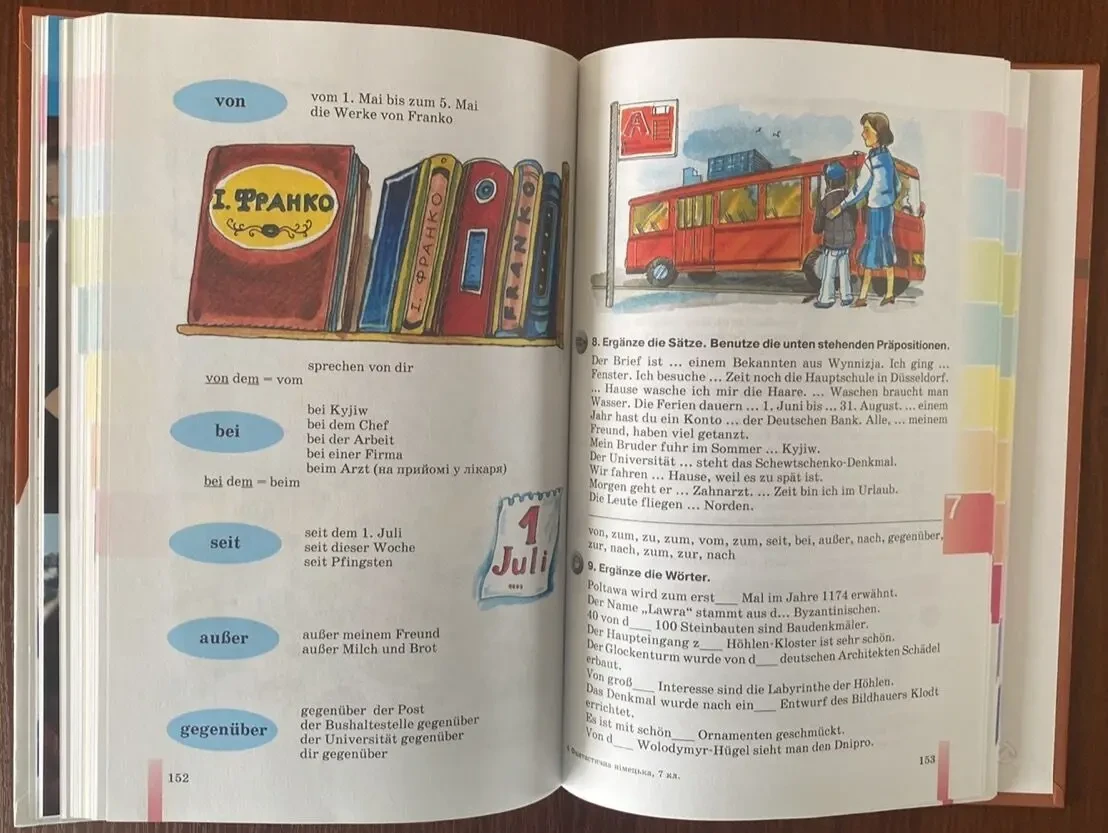 von
vom 1. Mai bis zum 5. Mai
die Werke von Franko
І. ФРАНКО
І. ФРАНКО
FRANKO
sprechen von dir
von dem = vom
bei
bei Kyjiw
bei dem Chef
bei der Arbeit
bei einer Firma
beim Arzt (на прийомі у лікаря)
bei dem = beim
seit
seit dem 1. Juli
seit dieser Woche
seit Pfingsten
1
Juli
außer
außer meinem Freund
außer Milch und Brot
gegenüber
gegenüber der Post
der Bushaltestelle gegenüber
der Universität gegenüber
dir gegenüber
152
A
8. Ergänze die Sätze. Benutze die unten stehenden Präpositionen.
Der Brief ist ... einem Bekannten aus Wynnizja. Ich ging ...
Fenster. Ich besuche ... Zeit noch die Hauptschule in Düsseldorf.
... Hause wasche ich mir die Haare. ... Waschen braucht man
Wasser. Die Ferien dauern ... 1. Juni bis ... 31. August. ... einem
Jahr hast du ein Konto ... der Deutschen Bank. Alle, ... meinem
Freund, haben viel getanzt.
Mein Bruder fuhr im Sommer ... Kyjiw.
Der Universität ... steht das Schewtschenko-Denkmal.
Wir fahren ... Hause, weil es zu spät ist.
Morgen geht er ... Zahnarzt. ... Zeit bin ich im Urlaub.
Die Leute fliegen ... Norden.
7
von, zum, zu, zum, vom, zum, seit, bei, außer, nach, gegenüber,
zur, nach, zum, zur, nach
9. Ergänze die Wörter.
Poltawa wird zum erst___ Mal im Jahre 1174 erwähnt.
Der Name „Lawra“ stammt aus d... Byzantinischen.
40 von d___ 100 Steinbauten sind Baudenkmäler.
Der Haupteingang z___ Höhlen-Kloster ist sehr schön.
Der Glockenturm wurde von d___ deutschen Architekten Schädel
erbaut.
Von groß___ Interesse sind die Labyrinthe der Höhlen.
Das Denkmal wurde nach ein___ Entwurf des Bildhauers Klodt
errichtet.
Es ist mit schön___ Ornamenten geschmückt.
Von d___ Wolodymyr-Hügel sieht man den Dnipro.
німецька, 7 кл.
153